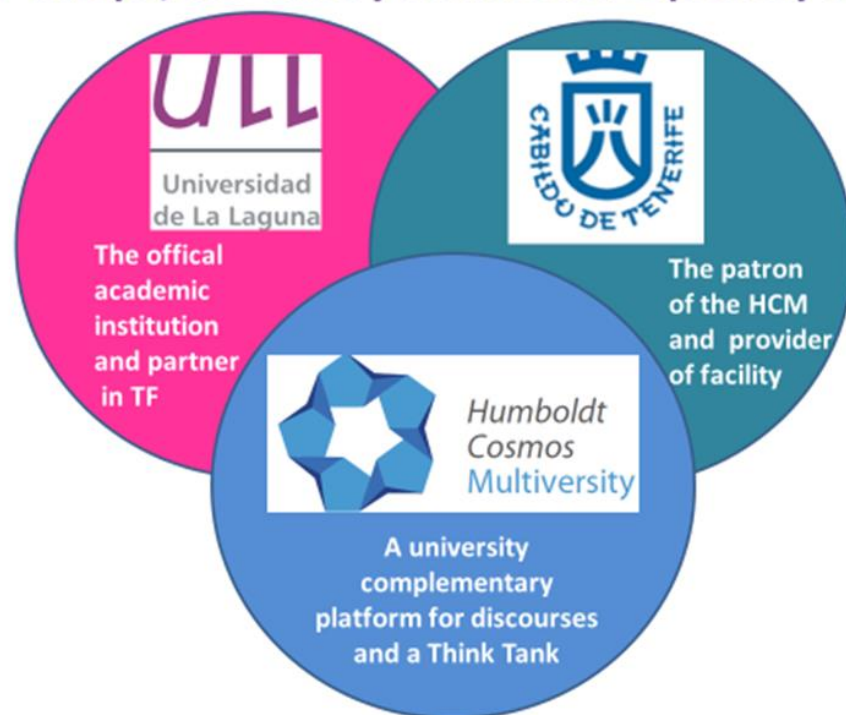 ull
Universidad
de La Laguna
The offical
academic
institution
and partner
in TF
CABILDO DE TENERIFE
The patron
of the HCM
and provider
of facility
Humboldt
Cosmos
Multiversity
A university
complementary
platform for discourses
and a Think Tank